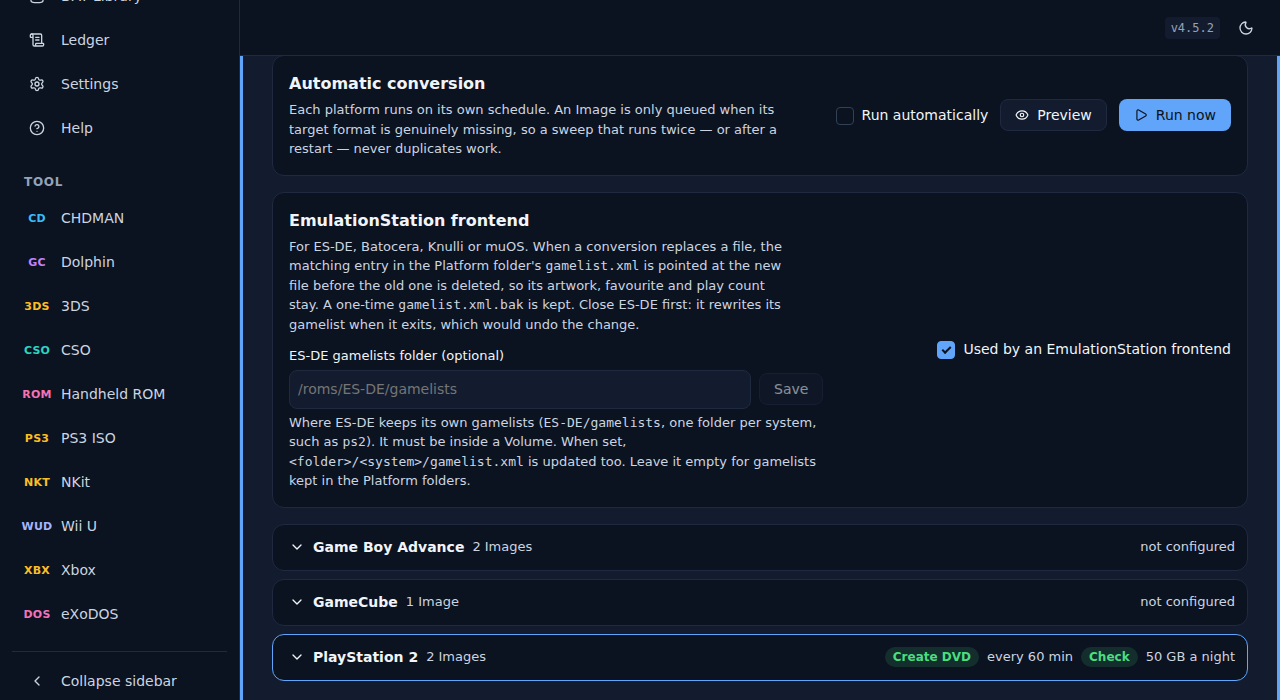 Ledger
Settings
Help
TOOL
CD CHDMAN
GC Dolphin
3DS 3DS
CSO CSO
ROM Handheld ROM
PS3 PS3 ISO
NKT NKit
WUD Wii U
XBX Xbox
DOS eXoDOS
Collapse sidebar
v4.5.2
Automatic conversion
Each platform runs on its own schedule. An Image is only queued when its
target format is genuinely missing, so a sweep that runs twice — or after a
restart — never duplicates work.
Run automatically
Preview
Run now
EmulationStation frontend
For ES-DE, Batocera, Knulli or muOS. When a conversion replaces a file, the
matching entry in the Platform folder's gamelist.xml is pointed at the new
file before the old one is deleted, so its artwork, favourite and play count
stay. A one-time gamelist.xml.bak is kept. Close ES-DE first: it rewrites its
gamelist when it exits, which would undo the change.
ES-DE gamelists folder (optional)
/roms/ES-DE/gamelists
Save
Where ES-DE keeps its own gamelists (ES-DE/gamelists, one folder per system,
such as ps2). It must be inside a Volume. When set,
<folder>/<system>/gamelist.xml is updated too. Leave it empty for gamelists
kept in the Platform folders.
Used by an EmulationStation frontend
Game Boy Advance 2 Images not configured
GameCube 1 Image not configured
PlayStation 2 2 Images Create DVD every 60 min Check 50 GB a night